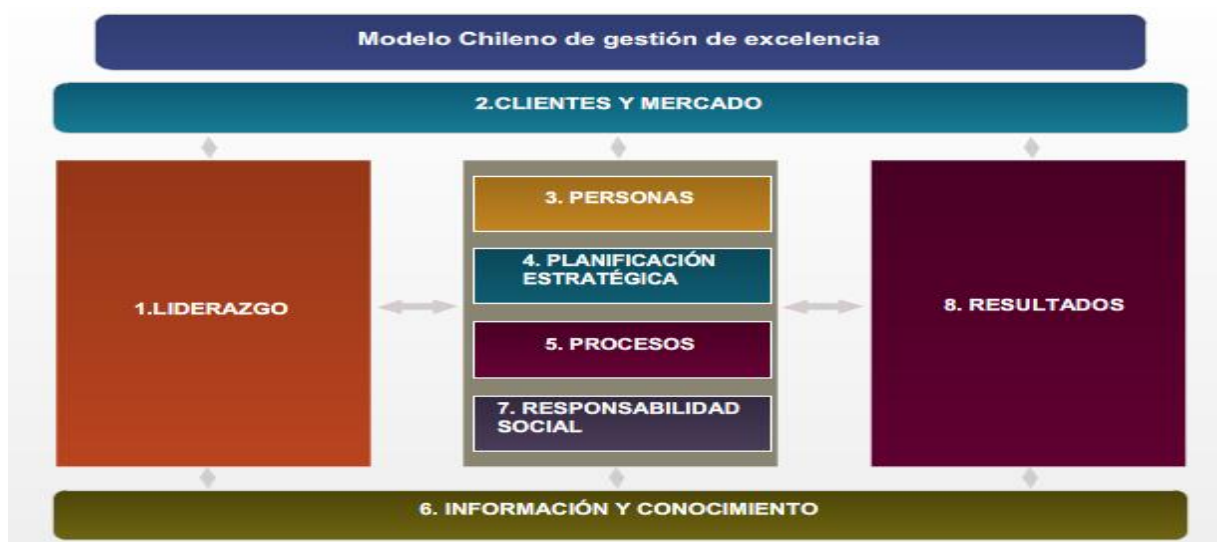 Modelo Chileno de gestión de excelencia
2.CLIENTES Y MERCADO
1.LIDERAZGO
3. PERSONAS
4. PLANIFICACIÓN
ESTRATÉGICA
5. PROCESOS
7. RESPONSABILIDAD
SOCIAL
8. RESULTADOS
6. INFORMACIÓN Y CONOCIMIENTO